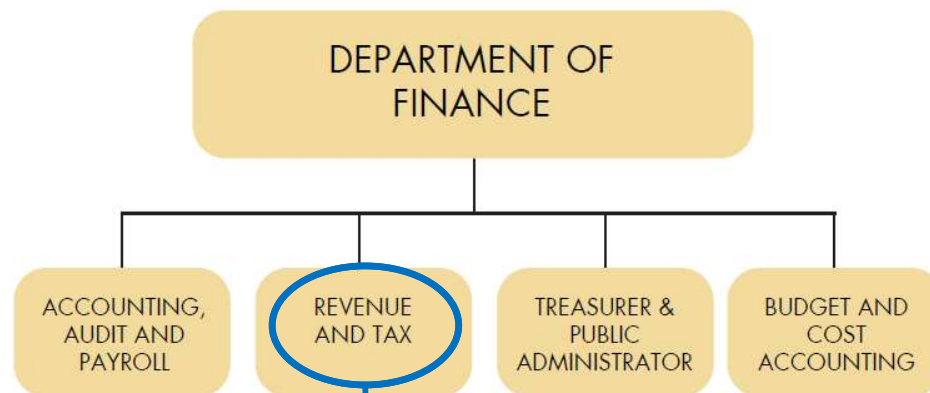 DEPARTMENT OF
FINANCE
ACCOUNTING,
AUDIT AND
PAYROLL
REVENUE
AND TAX
TREASURER &
PUBLIC
ADMINISTRATOR
BUDGET AND
COST
ACCOUNTING